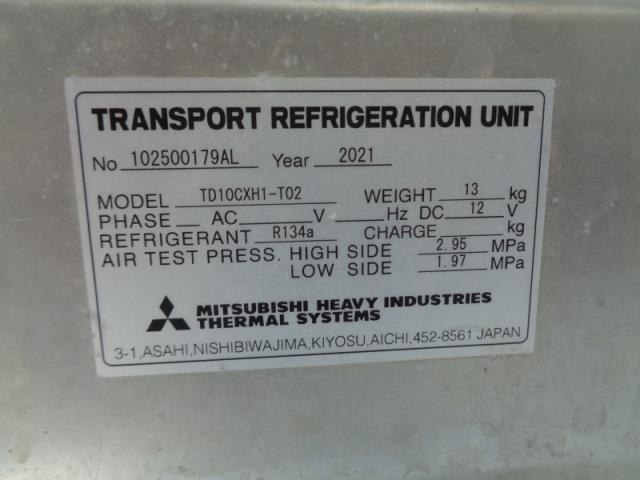 TRANSPORT REFRIGERATION UNIT
No 102500179AL Year 2021
MODEL TD10CXH1-T02 WEIGHT 13 kg
PHASE AC V Hz DC 12 V
REFRIGERANT R134a CHARGE kg
AIR TEST PRESS. HIGH SIDE 2.95 MPa
LOW SIDE 1.97 MPa
MITSUBISHI HEAVY INDUSTRIES
THERMAL SYSTEMS
3-1,ASAHI,NISHIBIWAJIMA,KIYOSU,AICHI,452-8561 JAPAN